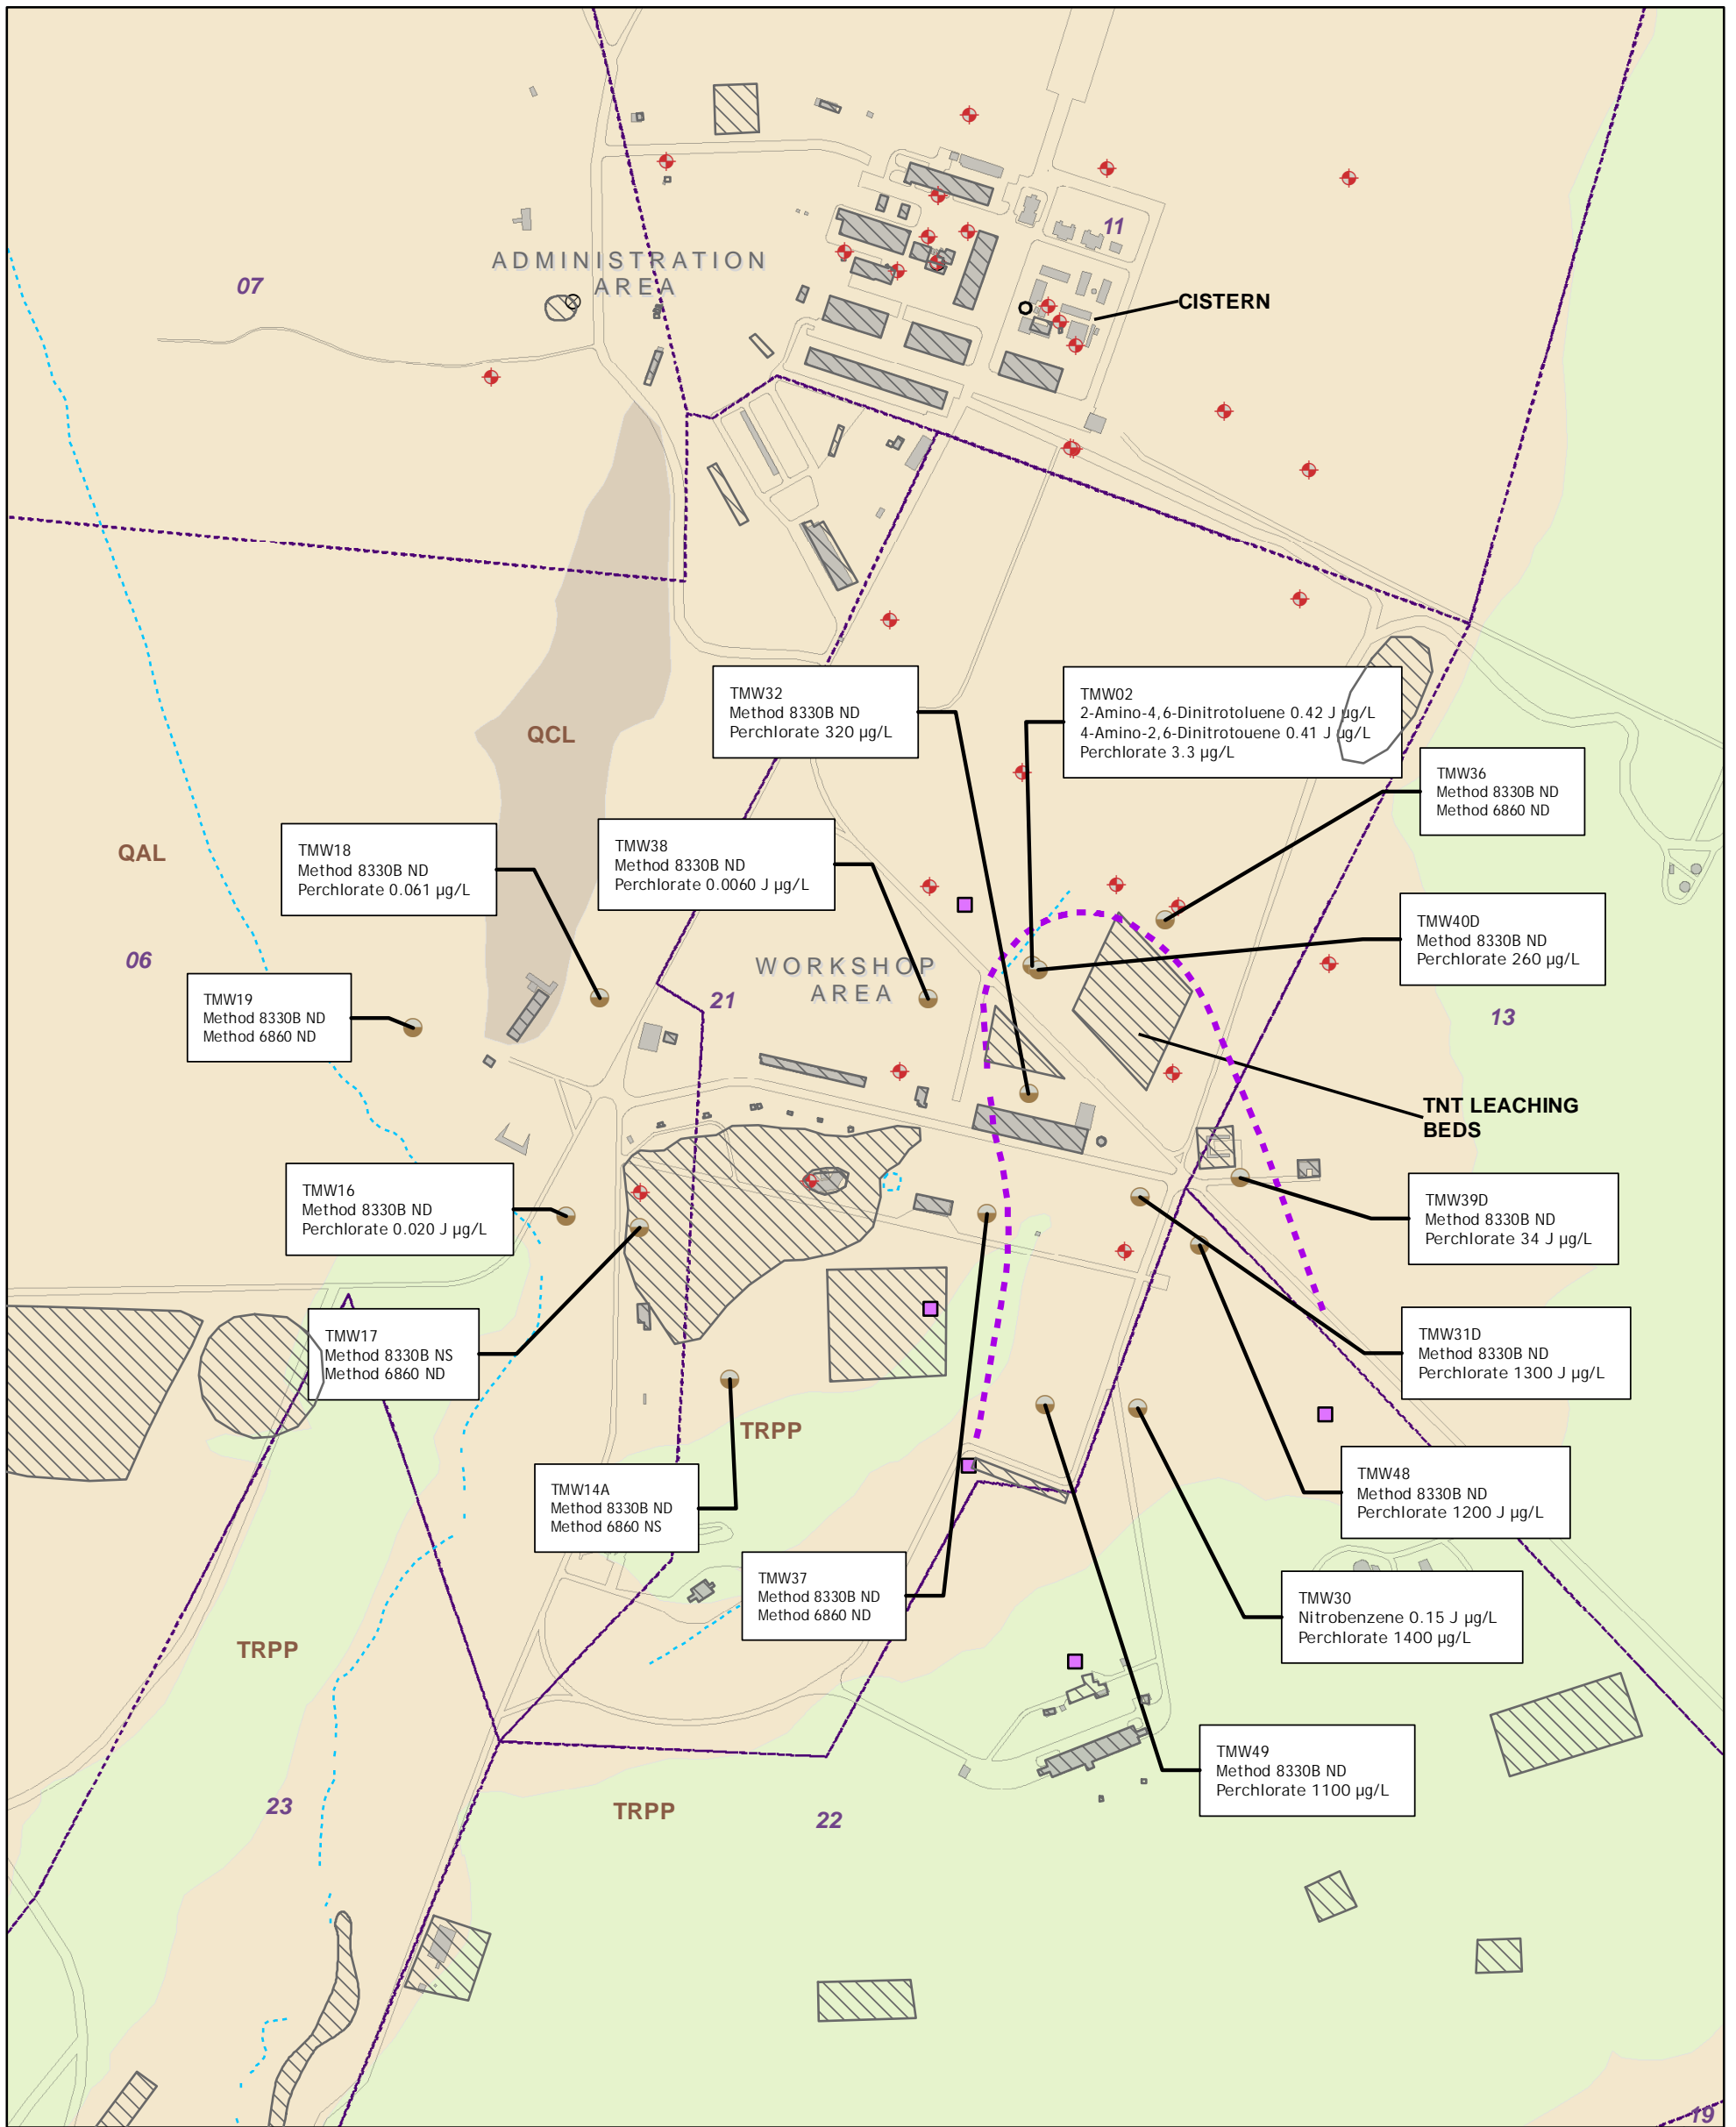 11
ADMINISTRATION
AREA
07
CISTERN
TMW32
Method 8330B ND
Perchlorate 320 µg/L
TMW02
2-Amino-4,6-Dinitrotoluene 0.42 J µg/L
4-Amino-2,6-Dinitrotouene 0.41 J µg/L
Perchlorate 3.3 µg/L
QCL
TMW36
Method 8330B ND
Method 6860 ND
QAL
TMW18
Method 8330B ND
Perchlorate 0.061 µg/L
TMW38
Method 8330B ND
Perchlorate 0.0060 J µg/L
TMW40D
Method 8330B ND
Perchlorate 260 µg/L
06
WORKSHOP
AREA
21
13
TMW19
Method 8330B ND
Method 6860 ND
TNT LEACHING
BEDS
TMW16
Method 8330B ND
Perchlorate 0.020 J µg/L
TMW39D
Method 8330B ND
Perchlorate 34 J µg/L
TMW17
Method 8330B NS
Method 6860 ND
TMW31D
Method 8330B ND
Perchlorate 1300 J µg/L
TRPP
TMW14A
Method 8330B ND
Method 6860 NS
TMW48
Method 8330B ND
Perchlorate 1200 J µg/L
TMW37
Method 8330B ND
Method 6860 ND
TMW30
Nitrobenzene 0.15 J µg/L
Perchlorate 1400 µg/L
TRPP
TMW49
Method 8330B ND
Perchlorate 1100 µg/L
23
TRPP
22
19